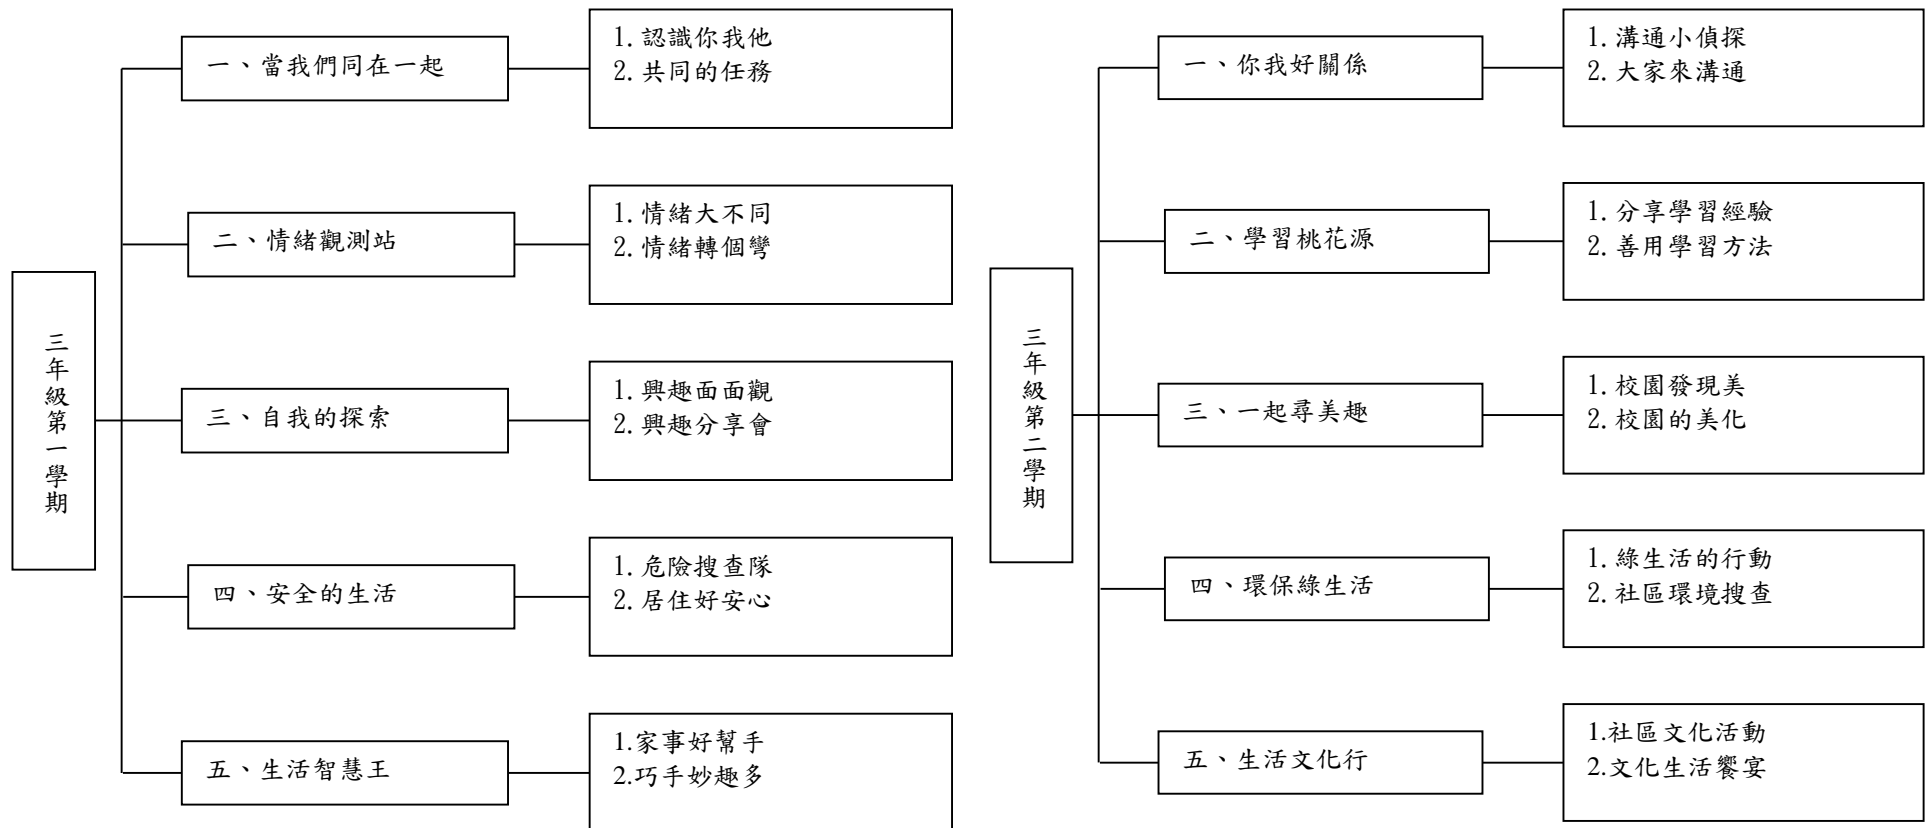 三年級第一學期
一、當我們同在一起
1. 認識你我他
2. 共同的任務
二、情緒觀測站
1. 情緒大不同
2. 情緒轉個彎
三、自我的探索
1. 興趣面面觀
2. 興趣分享會
四、安全的生活
1. 危險搜查隊
2. 居住好安心
五、生活智慧王
1.家事好幫手
2.巧手妙趣多
三年級第二學期
一、你我好關係
1. 溝通小偵探
2. 大家來溝通
二、學習桃花源
1. 分享學習經驗
2. 善用學習方法
三、一起尋美趣
1. 校園發現美
2. 校園的美化
四、環保綠生活
1. 綠生活的行動
2. 社區環境搜查
五、生活文化行
1.社區文化活動
2.文化生活饗宴